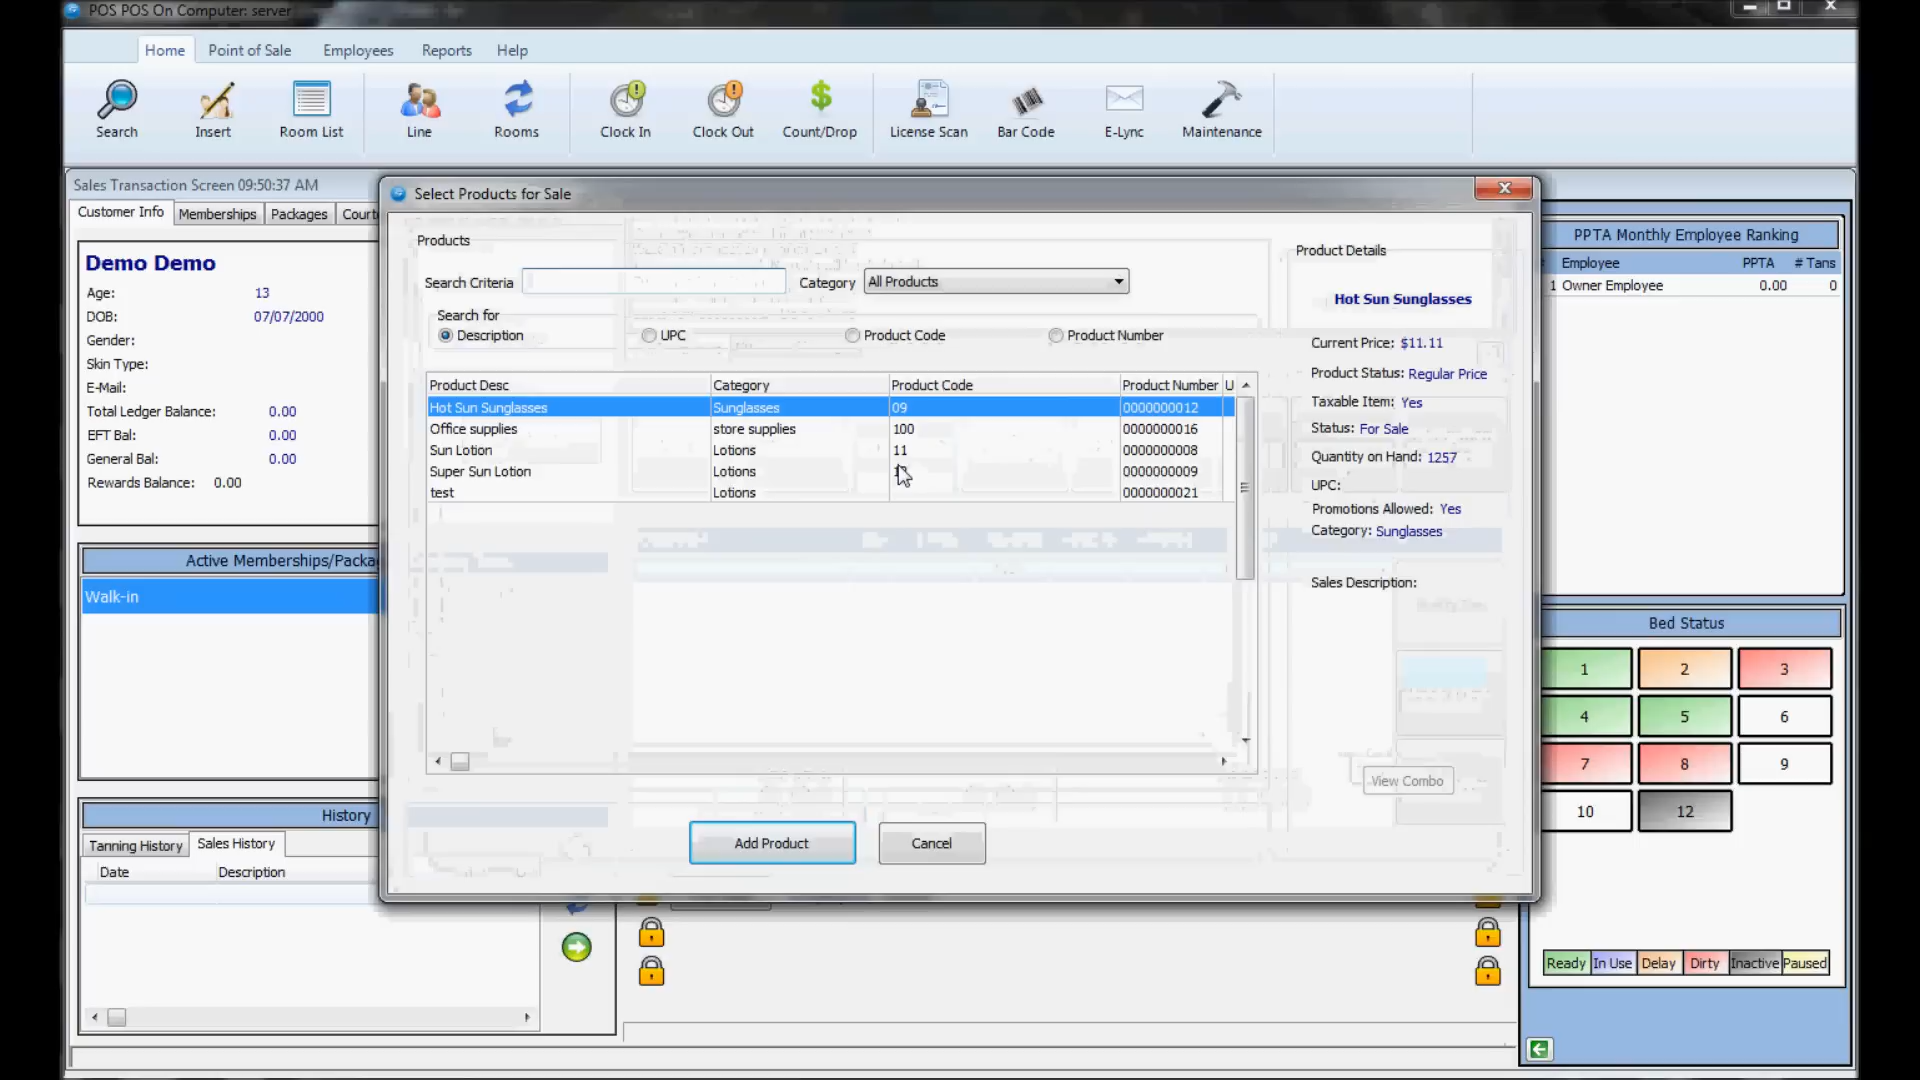 POS POS On Computer: server
Home Point of Sale Employees Reports Help
Search Insert Room List Line Rooms Clock In Clock Out Count/Drop License Scan Bar Code E-Lync Maintenance
Sales Transaction Screen 09:50:37 AM
Customer Info Memberships Packages Court
Demo Demo
Age: 13
DOB: 07/07/2000
Gender:
Skin Type:
E-Mail:
Total Ledger Balance: 0.00
EFT Bal: 0.00
General Bal: 0.00
Rewards Balance: 0.00
Active Memberships/Packa
Walk-in
History
Tanning History Sales History
Date Description
Select Products for Sale
Products
Search Criteria Category All Products
Search for
Description UPC Product Code Product Number
Product Desc Category Product Code Product Number U
Hot Sun Sunglasses Sunglasses 09 0000000012
Office supplies store supplies 100 0000000016
Sun Lotion Lotions 11 0000000008
Super Sun Lotion Lotions 0000000009
test Lotions 0000000021
Add Product Cancel
Product Details
Hot Sun Sunglasses
Current Price: $11.11
Product Status: Regular Price
Taxable Item: Yes
Status: For Sale
Quantity on Hand: 1257
UPC:
Promotions Allowed: Yes
Category: Sunglasses
Sales Description:
View Combo
PPTA Monthly Employee Ranking
Employee PPTA # Tans
1 Owner Employee 0.00 0
Bed Status
1 2 3
4 5 6
7 8 9
10 12
Ready In Use Delay Dirty Inactive Paused